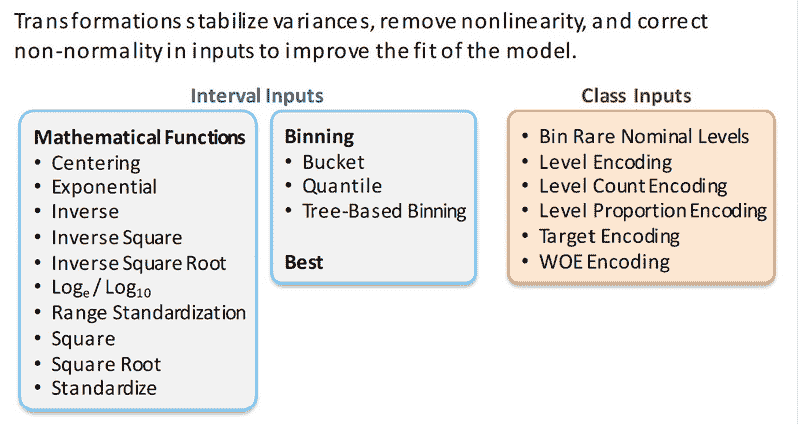 Transformations stabilize variances, remove nonlinearity, and correct
non-normality in inputs to improve the fit of the model.
Interval Inputs
Mathematical Functions
• Centering
• Exponential
• Inverse
• Inverse Square
• Inverse Square Root
• Logₑ / Log₁₀
• Range Standardization
• Square
• Square Root
• Standardize
Binning
• Bucket
• Quantile
• Tree-Based Binning
Best
Class Inputs
• Bin Rare Nominal Levels
• Level Encoding
• Level Count Encoding
• Level Proportion Encoding
• Target Encoding
• WOE Encoding